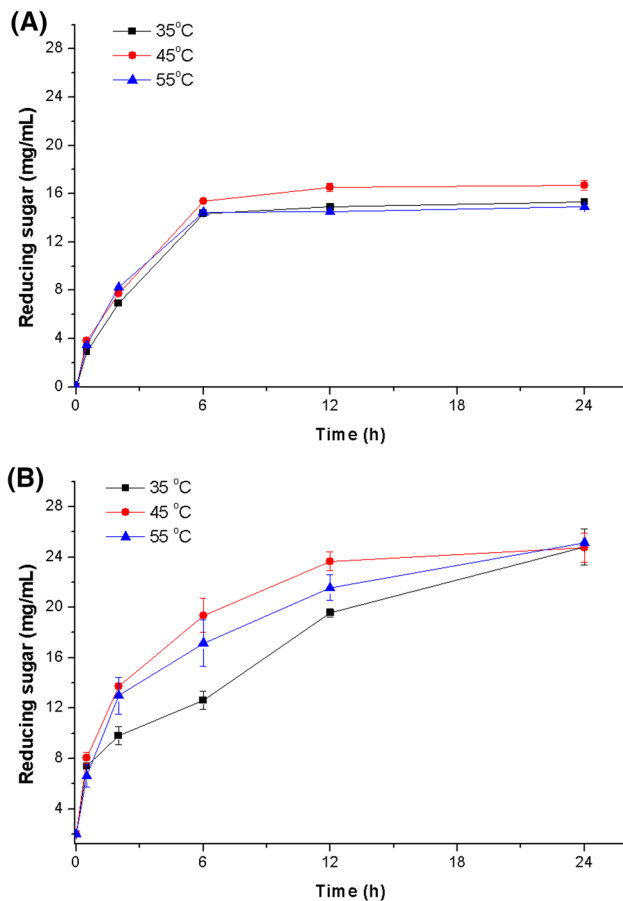 (A)
35°C
45°C
55°C
Reducing sugar (mg/mL)
28
24
20
16
12
8
4
0
0 6 12 18 24
Time (h)
(B)
35 °C
45 °C
55 °C
Reducing sugar (mg/mL)
28
24
20
16
12
8
4
0 6 12 18 24
Time (h)